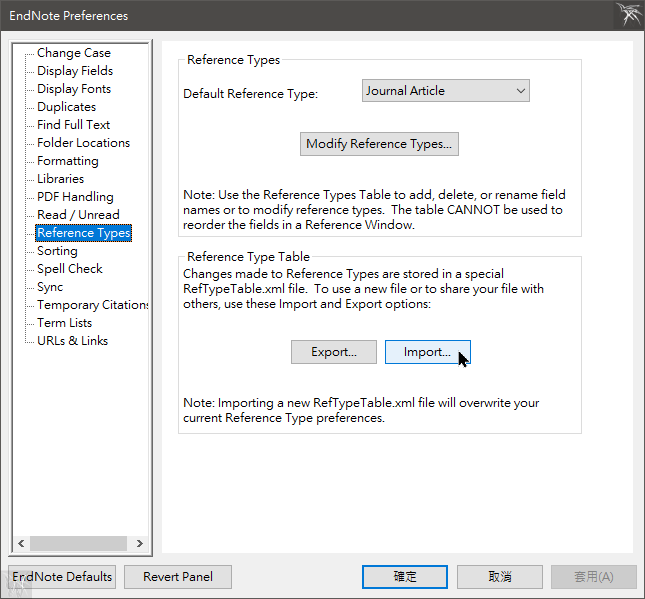 EndNote Preferences
Change Case
Display Fields
Display Fonts
Duplicates
Find Full Text
Folder Locations
Formatting
Libraries
PDF Handling
Read / Unread
Reference Types
Sorting
Spell Check
Sync
Temporary Citations
Term Lists
URLs & Links
Reference Types
Default Reference Type:
Journal Article
Modify Reference Types...
Note: Use the Reference Types Table to add, delete, or rename field
names or to modify reference types.  The table CANNOT be used to
reorder the fields in a Reference Window.
Reference Type Table
Changes made to Reference Types are stored in a special
RefTypeTable.xml file.  To use a new file or to share your file with
others, use these Import and Export options:
Export...
Import...
Note: Importing a new RefTypeTable.xml file will overwrite your
current Reference Type preferences.
EndNote Defaults
Revert Panel
確定
取消
套用(A)